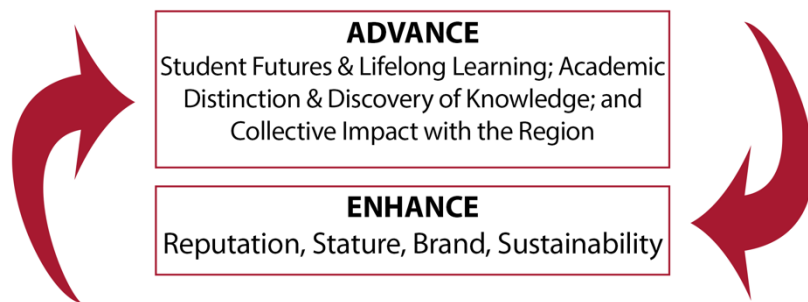 ADVANCE
Student Futures & Lifelong Learning; Academic
Distinction & Discovery of Knowledge; and
Collective Impact with the Region
ENHANCE
Reputation, Stature, Brand, Sustainability